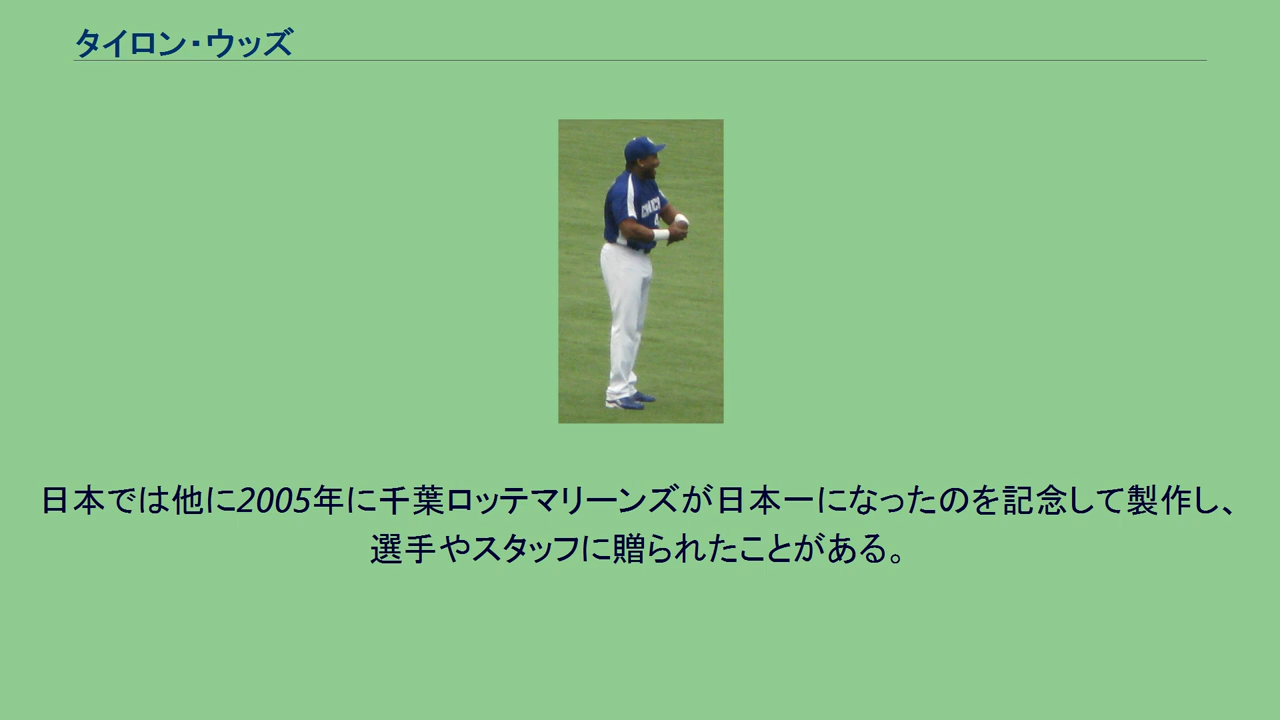 タイロン・ウッズ
日本では他に2005年に千葉ロッテマリーンズが日本一になったのを記念して製作し、
選手やスタッフに贈られたことがある。